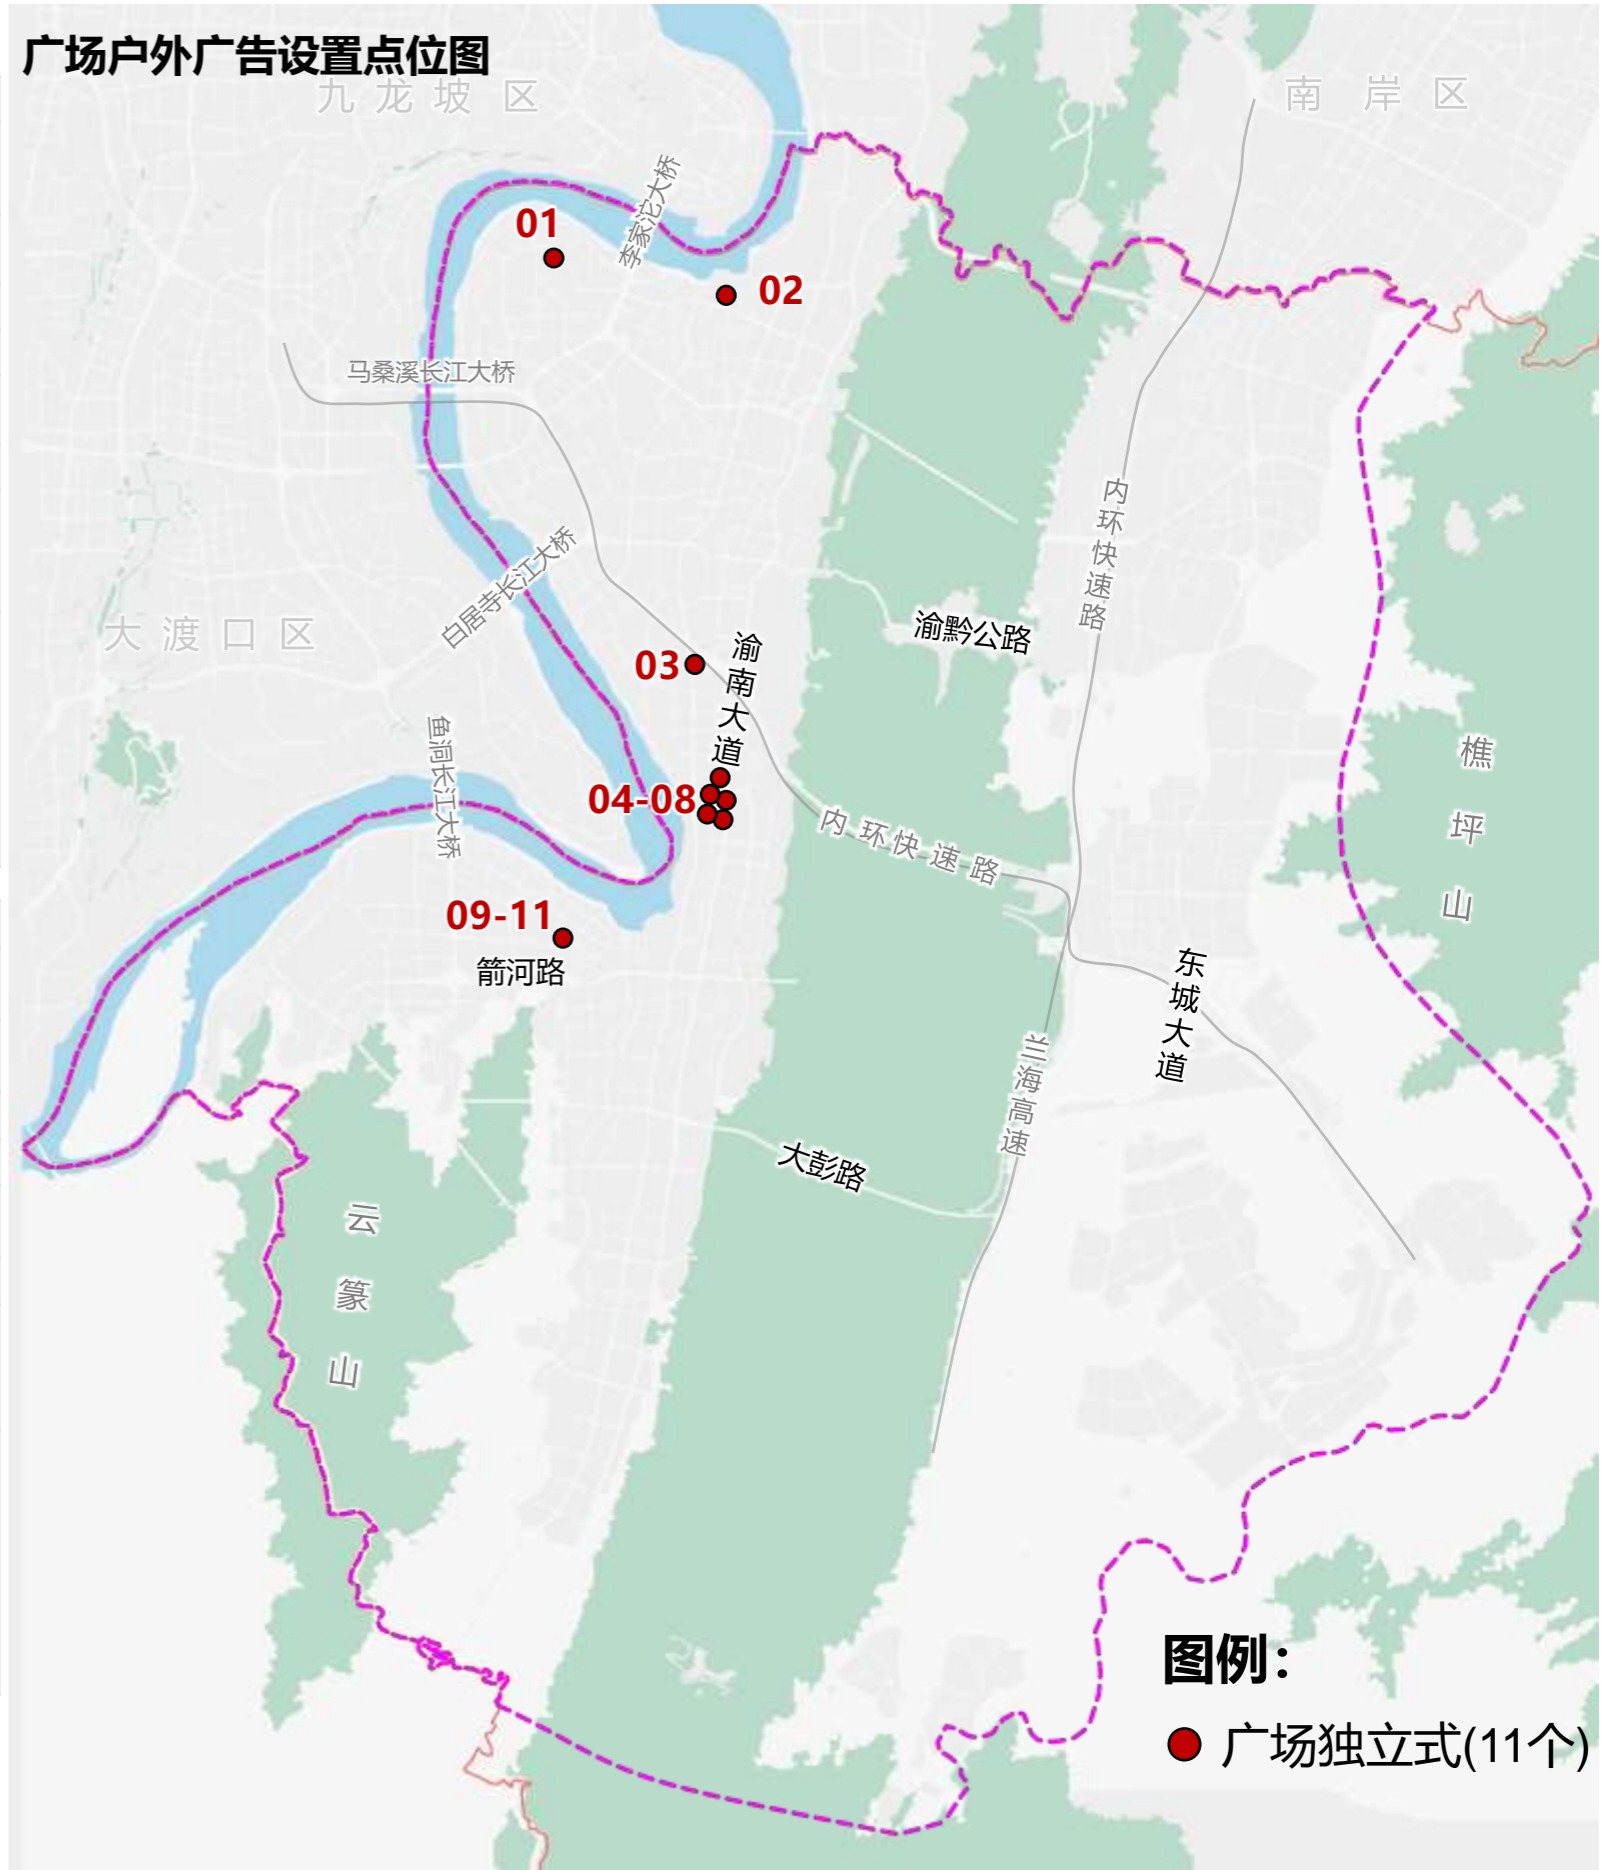 广场户外广告设置点位图
九龙坡区
南岸区
李家沱大桥
01
02
马桑溪长江大桥
内环快速路
白居寺长江大桥
大渡口区
渝黔公路
03
渝南大道
鱼洞长江大桥
樵坪山
04-08
内环快速路
09-11
箭河路
东城大道
兰海高速
大彭路
云篆山
图例：
广场独立式(11个)